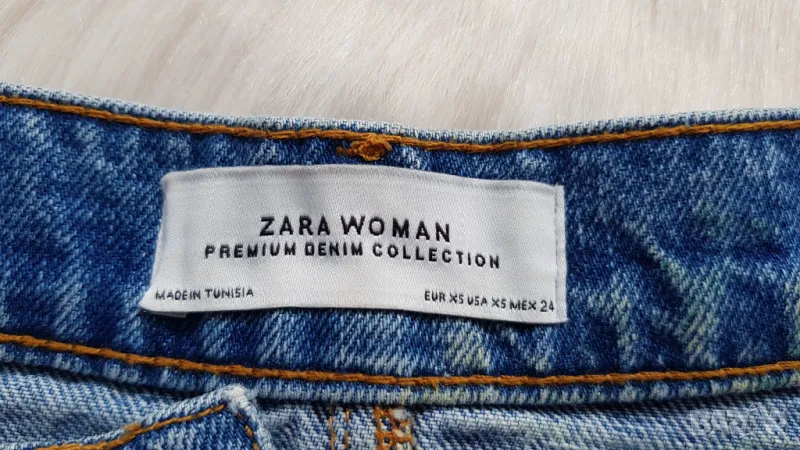 ZARA WOMAN
PREMIUM DENIM COLLECTION
MADE IN TUNISIA
EUR XS USA XS MEX 24